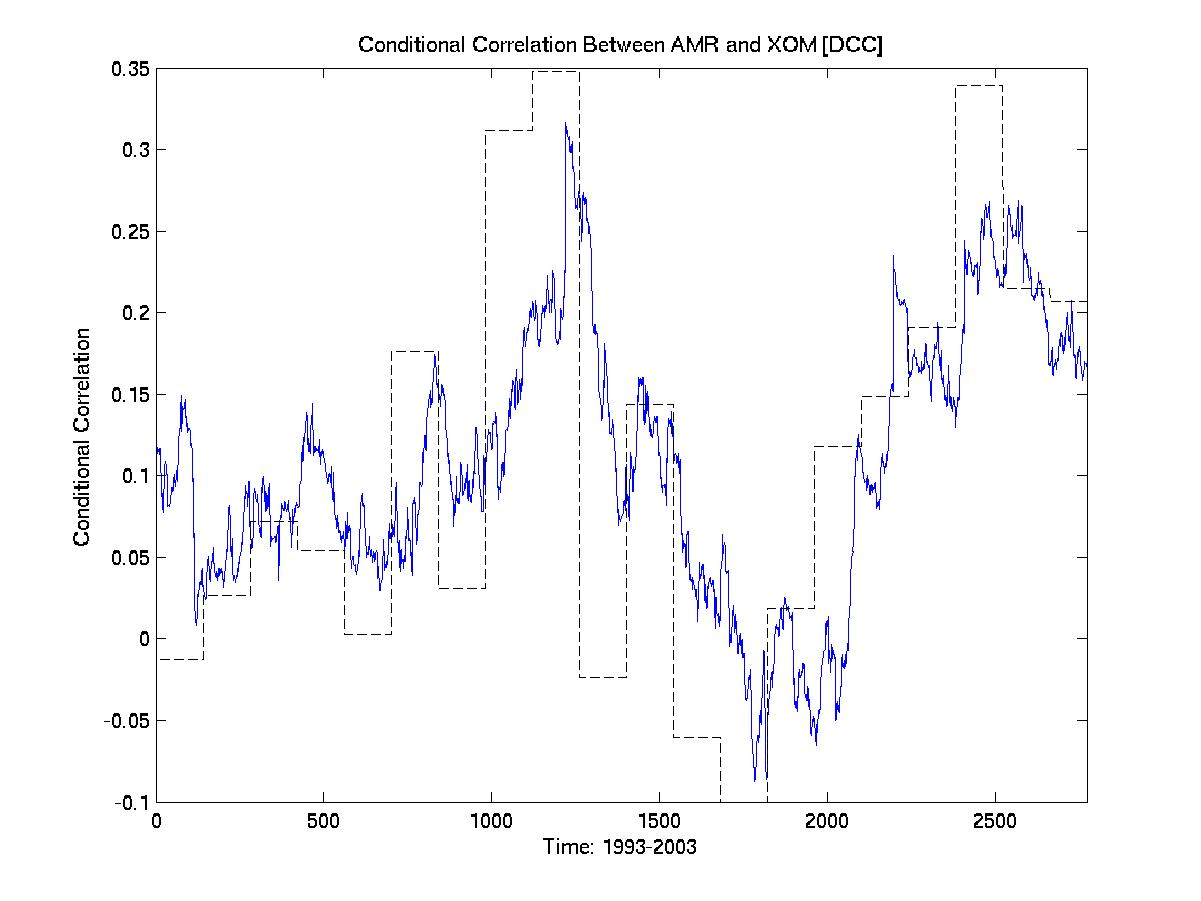 Conditional Correlation Between AMR and XOM [DCC]
0.35
0.3
0.25
0.2
0.15
0.1
0.05
0
-0.05
-0.1
Conditional Correlation
0 500 1000 1500 2000 2500
Time: 1993-2003